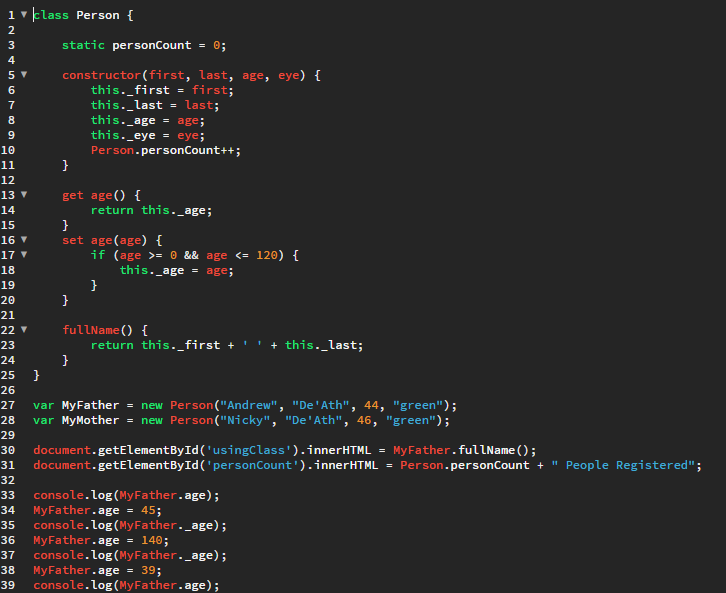 1 class Person {
2
3     static personCount = 0;
4
5     constructor(first, last, age, eye) {
6         this._first = first;
7         this._last = last;
8         this._age = age;
9         this._eye = eye;
10         Person.personCount++;
11     }
12
13     get age() {
14         return this._age;
15     }
16     set age(age) {
17         if (age >= 0 && age <= 120) {
18             this._age = age;
19         }
20     }
21
22     fullName() {
23         return this._first + ' ' + this._last;
24     }
25 }
26
27 var MyFather = new Person("Andrew", "De'Ath", 44, "green");
28 var MyMother = new Person("Nicky", "De'Ath", 46, "green");
29
30 document.getElementById('usingClass').innerHTML = MyFather.fullName();
31 document.getElementById('personCount').innerHTML = Person.personCount + " People Registered";
32
33 console.log(MyFather.age);
34 MyFather.age = 45;
35 console.log(MyFather._age);
36 MyFather.age = 140;
37 console.log(MyFather._age);
38 MyFather.age = 39;
39 console.log(MyFather.age);